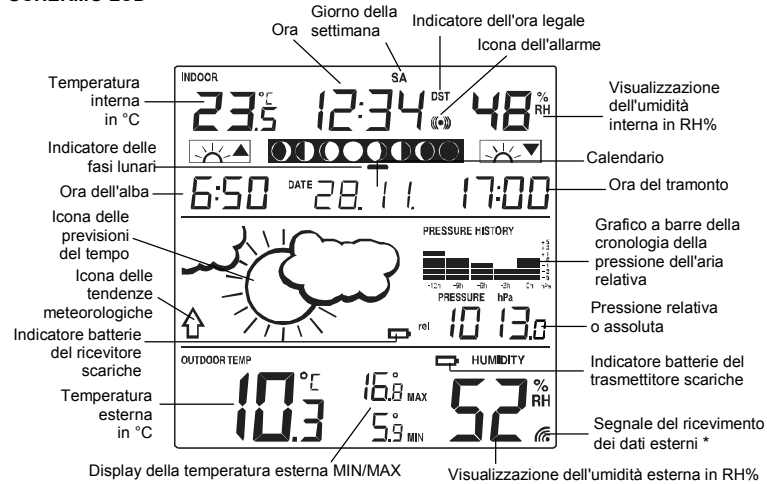 Giorno della
settimana
Ora
Indicatore dell'ora legale
Icona dell'allarme
Temperatura
interna
in °C
INDOOR
SA
23.5 °C
12:34
DST
48 % RH
Visualizzazione
dell'umidità
interna in RH%
Indicatore delle
fasi lunari
Calendario
Ora dell'alba
6:50
DATE
28. 11.
17:00
Ora del tramonto
Icona delle
previsioni
del tempo
Icona delle
tendenze
meteorologiche
Indicatore batterie
del ricevitore
scariche
PRESSURE HISTORY
-12h -9h -6h -3h 0h hPa
PRESSURE hPa
rel 1013.0
Grafico a barre della
cronologia della
pressione dell'aria
relativa
Pressione relativa
o assoluta
OUTDOOR TEMP
HUMIDITY
Temperatura
esterna
in °C
10.3 °C
16.8° MAX
5.9° MIN
52 % RH
Indicatore batterie del
trasmettitore scariche
Segnale del ricevimento
dei dati esterni *
Display della temperatura esterna MIN/MAX
Visualizzazione dell'umidità esterna in RH%